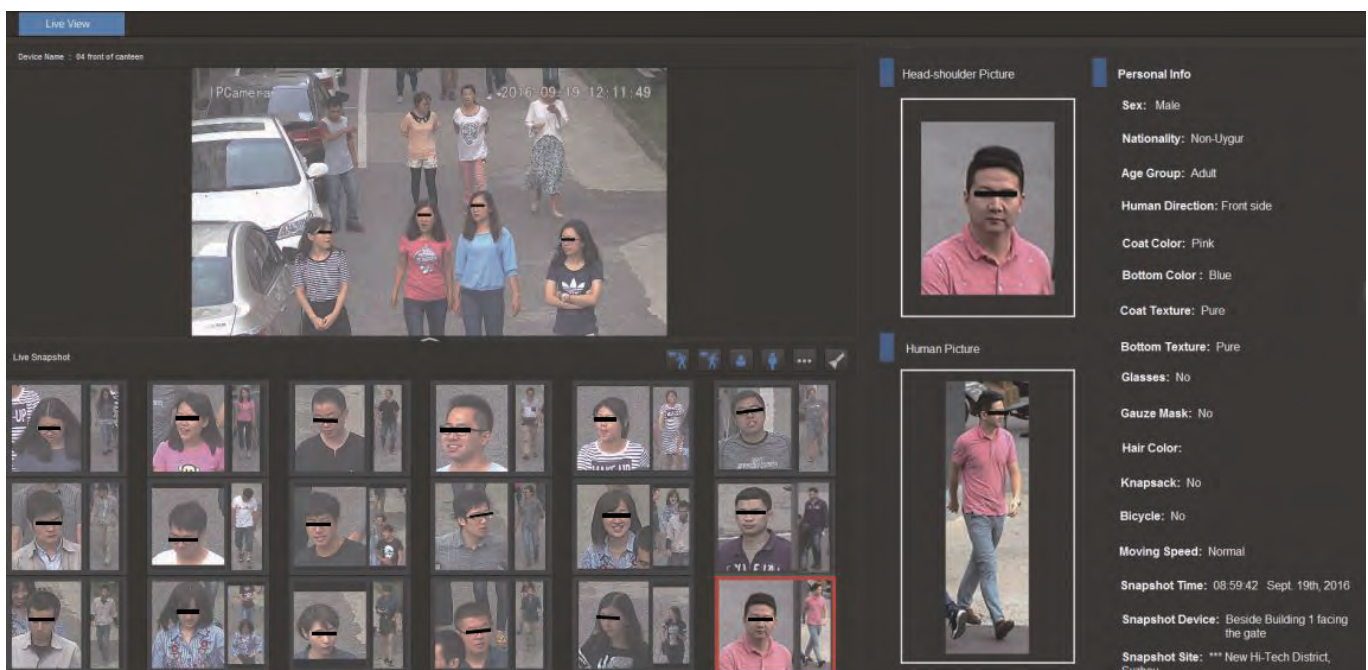 Live View
Device Name : 04 front of canteen
IPCamera
2016-09-19 12:11:49
Live Snapshot
MAKE-UP
Head-shoulder Picture
Human Picture
Personal Info
Sex: Male
Nationality: Non-Uygur
Age Group: Adult
Human Direction: Front side
Coat Color: Pink
Bottom Color : Blue
Coat Texture: Pure
Bottom Texture: Pure
Glasses: No
Gauze Mask: No
Hair Color:
Knapsack: No
Bicycle: No
Moving Speed: Normal
Snapshot Time: 08:59:42 Sept. 19th, 2016
Snapshot Device: Beside Building 1 facing
the gate
Snapshot Site: *** New Hi-Tech District,
Suzhou